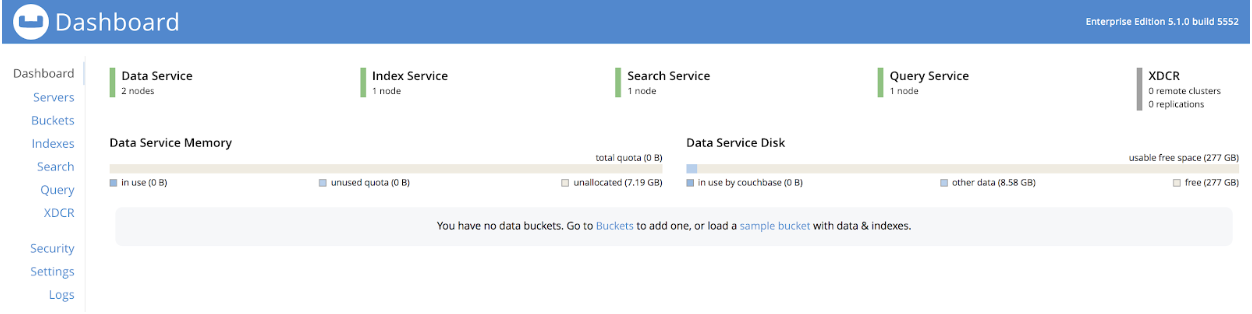 Dashboard
Enterprise Edition 5.1.0 build 5552
Dashboard
Servers
Buckets
Indexes
Search
Query
XDCR
Security
Settings
Logs
Data Service
2 nodes
Index Service
1 node
Search Service
1 node
Query Service
1 node
XDCR
0 remote clusters
0 replications
Data Service Memory
total quota (0 B)
in use (0 B)
unused quota (0 B)
unallocated (7.19 GB)
Data Service Disk
usable free space (277 GB)
in use by couchbase (0 B)
other data (8.58 GB)
free (277 GB)
You have no data buckets. Go to Buckets to add one, or load a sample bucket with data & indexes.